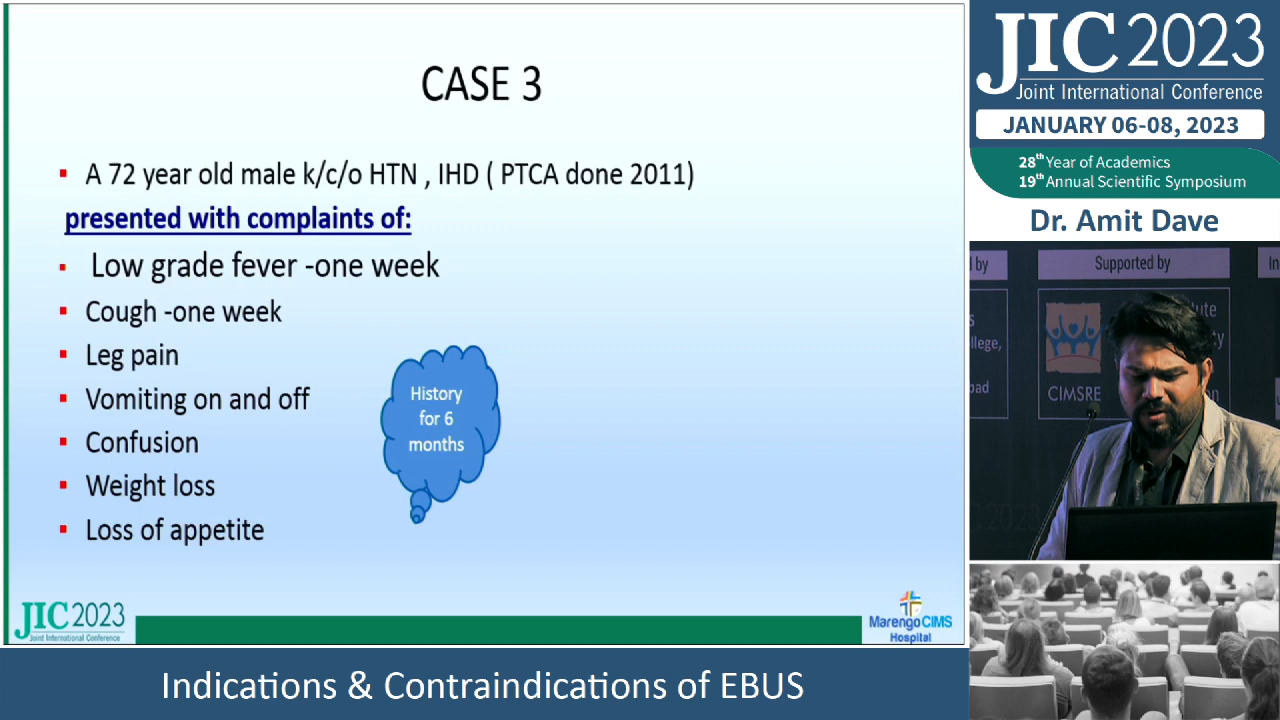 CASE 3
A 72 year old male k/c/o HTN , IHD ( PTCA done 2011)
presented with complaints of:
Low grade fever -one week
Cough -one week
Leg pain
Vomiting on and off
Confusion
Weight loss
Loss of appetite
History
for 6
months
JIC 2023
Joint International Conference
Marengo CIMS
Hospital
Indications & Contraindications of EBUS
JIC 2023
Joint International Conference
JANUARY 06-08, 2023
28th Year of Academics
19th Annual Scientific Symposium
Dr. Amit Dave
by
Supported by
In
CIMSRE